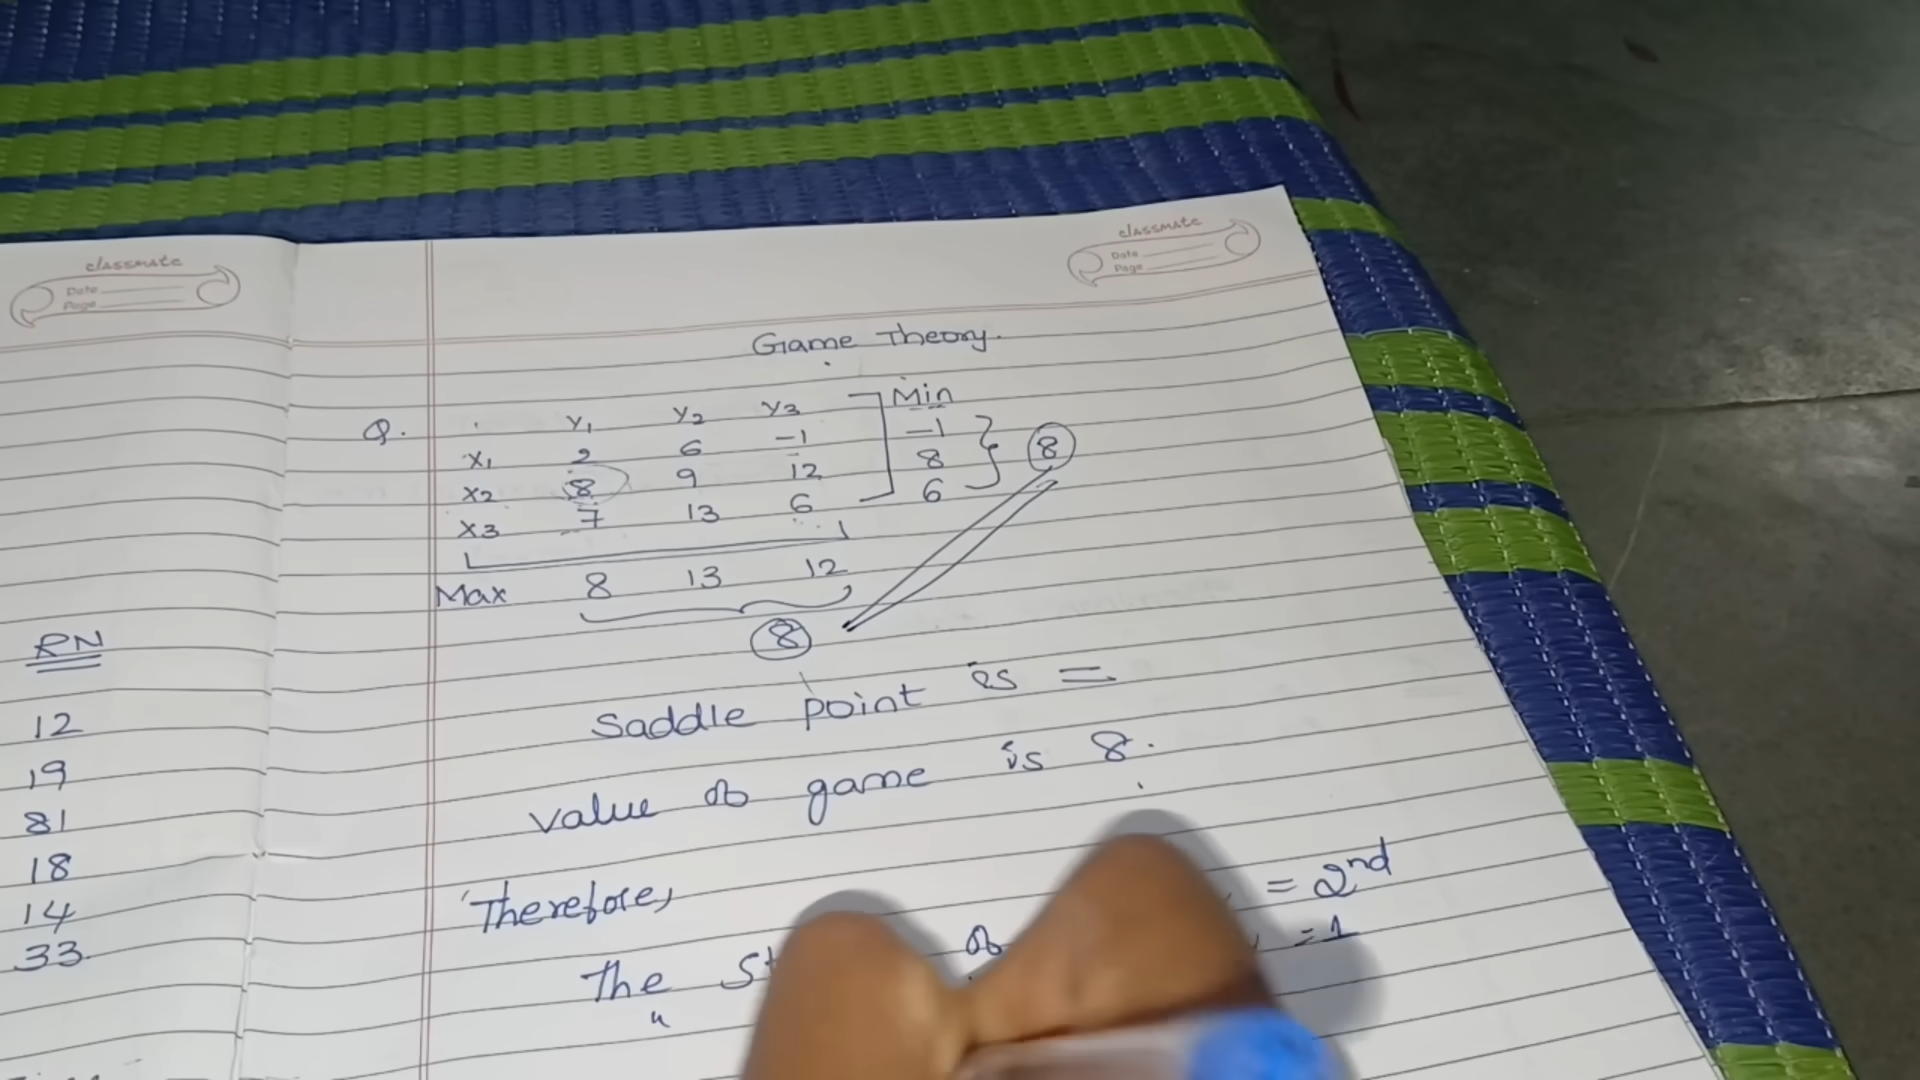 classmate
Date
Page
RN
12
19
81
18
14
33
classmate
Date
Page
Game Theory.
Q. Y1 Y2 Y3 Min
X1 2 6 -1 -1
X2 8 9 12 8 8
X3 7 13 6 6
Max 8 13 12
8
Saddle point is =
value of game is 8.
Therefore,
= 2nd
The of = 1
"